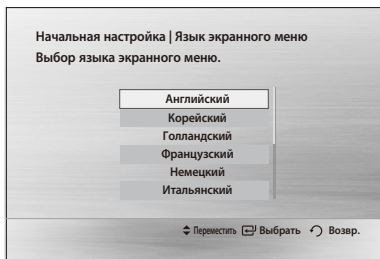 Начальная настройка | Язык экранного меню
Выбор языка экранного меню.
Английский
Корейский
Голландский
Французский
Немецкий
Итальянский
Переместить Выбрать Возвр.